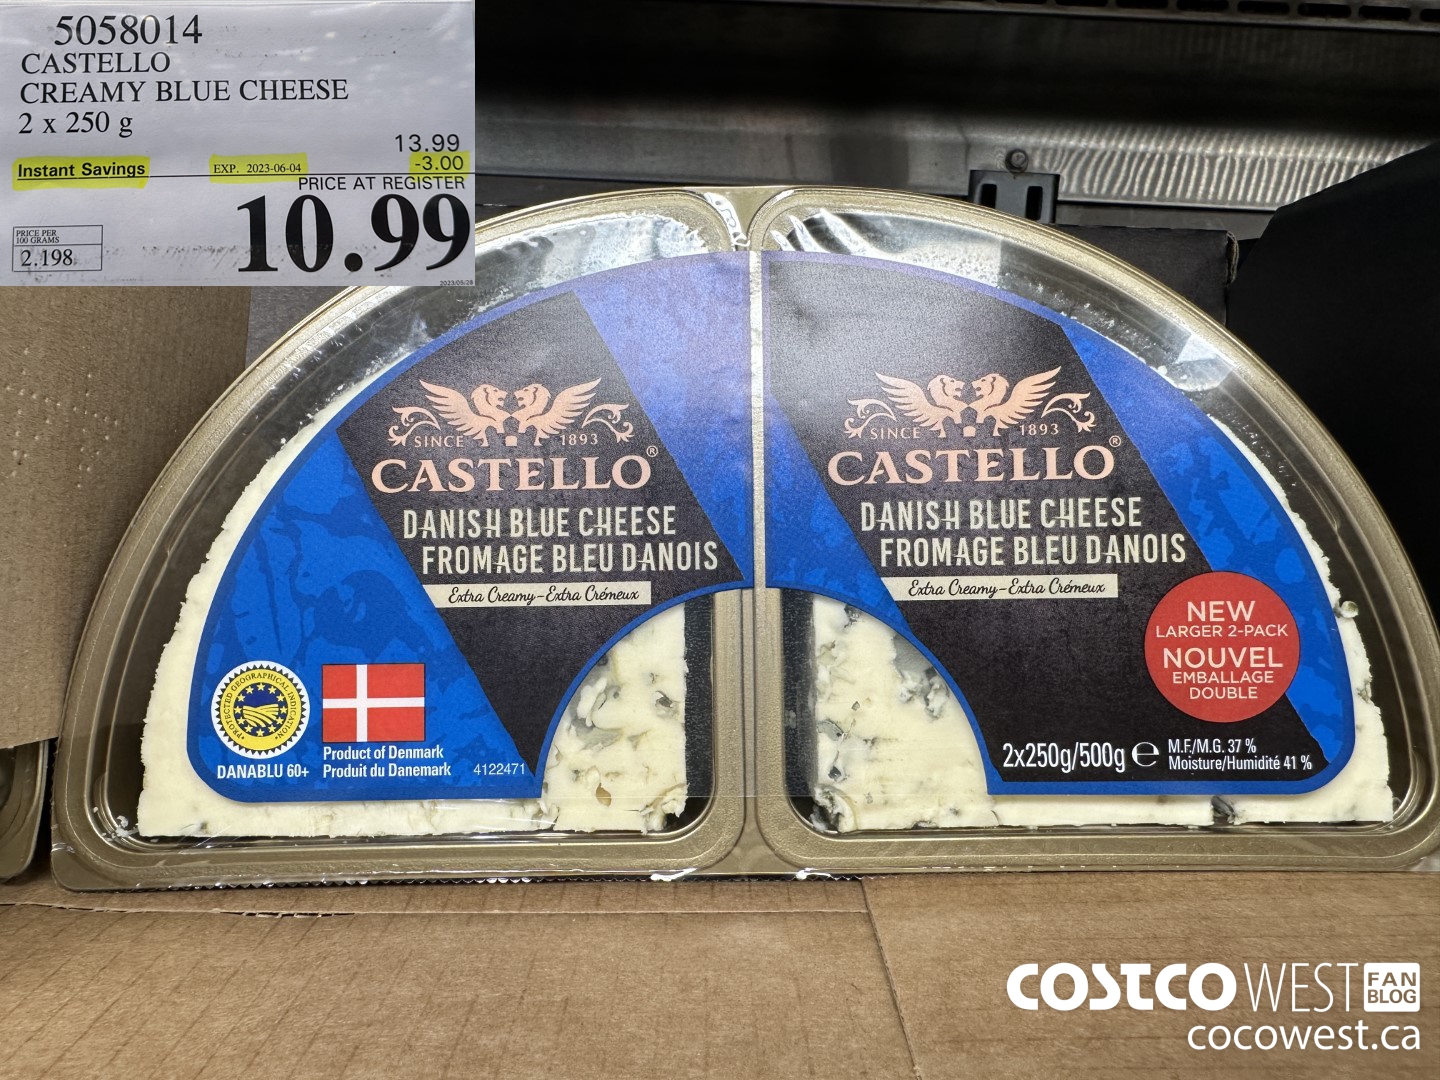 5058014
CASTELLO
CREAMY BLUE CHEESE
2 x 250 g
13.99
Instant Savings EXP. 2023-06-04 -3.00
PRICE AT REGISTER
10.99
PRICE PER
100 GRAMS
2.198
2023/05/28
SINCE 1893
CASTELLO®
DANISH BLUE CHEESE
FROMAGE BLEU DANOIS
Extra Creamy - Extra Crémeux
PROTECTED GEOGRAPHICAL INDICATION
DANABLU 60+
Product of Denmark
Produit du Danemark
4122471
SINCE 1893
CASTELLO®
DANISH BLUE CHEESE
FROMAGE BLEU DANOIS
Extra Creamy - Extra Crémeux
NEW
LARGER 2-PACK
NOUVEL
EMBALLAGE
DOUBLE
2x250g/500g e
M.F./M.G. 37 %
Moisture/Humidité 41 %
COSTCO WEST FAN BLOG
cocowest.ca